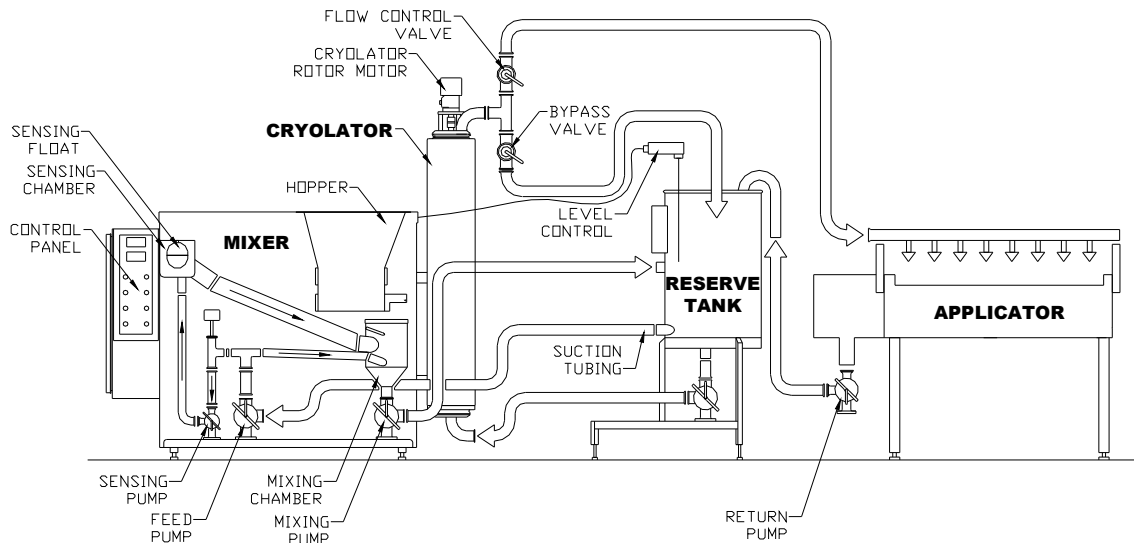 FLOW CONTROL
VALVE
CRYOLATOR
ROTOR MOTOR
BYPASS
VALVE
CRYOLATOR
SENSING
FLOAT
SENSING
CHAMBER
HOPPER
LEVEL
CONTROL
CONTROL
PANEL
MIXER
RESERVE
TANK
APPLICATOR
SUCTION
TUBING
SENSING
PUMP
MIXING
CHAMBER
FEED
PUMP
MIXING
PUMP
RETURN
PUMP